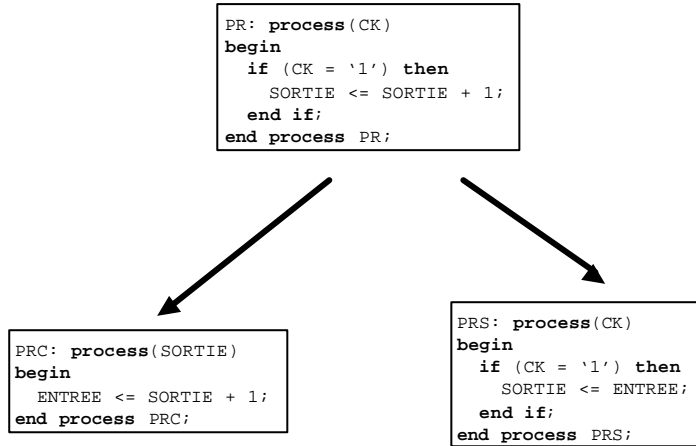 PR: process(CK)
begin
if (CK = ‘1’) then
SORTIE <= SORTIE + 1;
end if;
end process PR;
PRC: process(SORTIE)
begin
ENTREE <= SORTIE + 1;
end process PRC;
PRS: process(CK)
begin
if (CK = ‘1’) then
SORTIE <= ENTREE;
end if;
end process PRS;